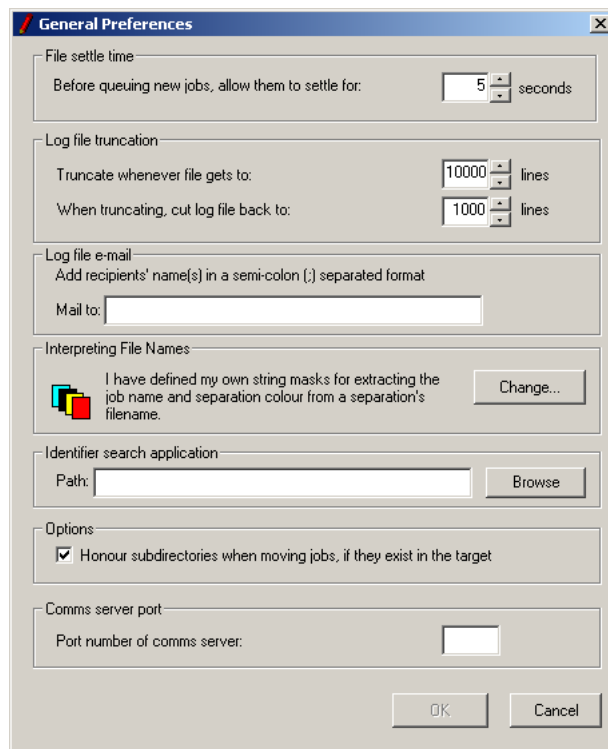 General Preferences
File settle time
Before queuing new jobs, allow them to settle for: 5 seconds
Log file truncation
Truncate whenever file gets to: 10000 lines
When truncating, cut log file back to: 1000 lines
Log file e-mail
Add recipients' name(s) in a semi-colon (;) separated format
Mail to:
Interpreting File Names
I have defined my own string masks for extracting the
job name and separation colour from a separation's
filename.
Change...
Identifier search application
Path: Browse
Options
Honour subdirectories when moving jobs, if they exist in the target
Comms server port
Port number of comms server:
OK Cancel